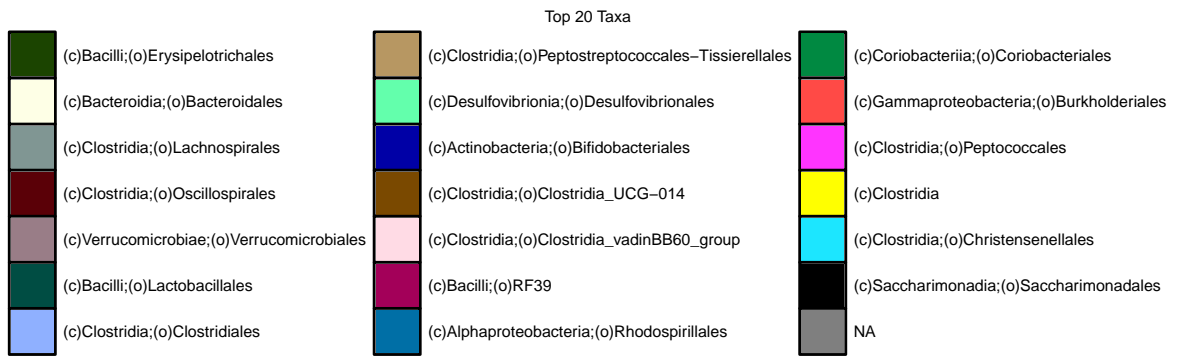 Top 20 Taxa
(c)Bacilli;(o)Erysipelotrichales
(c)Bacteroidia;(o)Bacteroidales
(c)Clostridia;(o)Lachnospirales
(c)Clostridia;(o)Oscillospirales
(c)Verrucomicrobiae;(o)Verrucomicrobiales
(c)Bacilli;(o)Lactobacillales
(c)Clostridia;(o)Clostridiales
(c)Clostridia;(o)Peptostreptococcales−Tissierellales
(c)Desulfovibrionia;(o)Desulfovibrionales
(c)Actinobacteria;(o)Bifidobacteriales
(c)Clostridia;(o)Clostridia_UCG−014
(c)Clostridia;(o)Clostridia_vadinBB60_group
(c)Bacilli;(o)RF39
(c)Alphaproteobacteria;(o)Rhodospirillales
(c)Coriobacteriia;(o)Coriobacteriales
(c)Gammaproteobacteria;(o)Burkholderiales
(c)Clostridia;(o)Peptococcales
(c)Clostridia
(c)Clostridia;(o)Christensenellales
(c)Saccharimonadia;(o)Saccharimonadales
NA